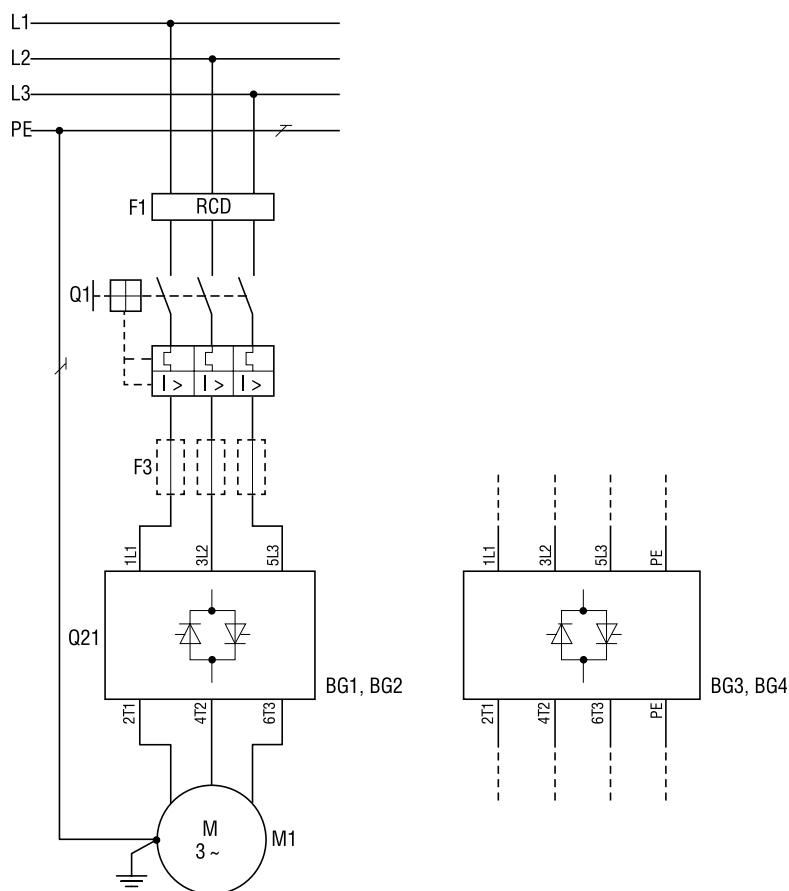 L1
L2
L3
PE
F1 RCD
Q1
I > I > I >
F3
1L1 3L2 5L3
1L1 3L2 5L3 PE
Q21
BG1, BG2
BG3, BG4
2T1 4T2 6T3
2T1 4T2 6T3 PE
M
3 ~
M1